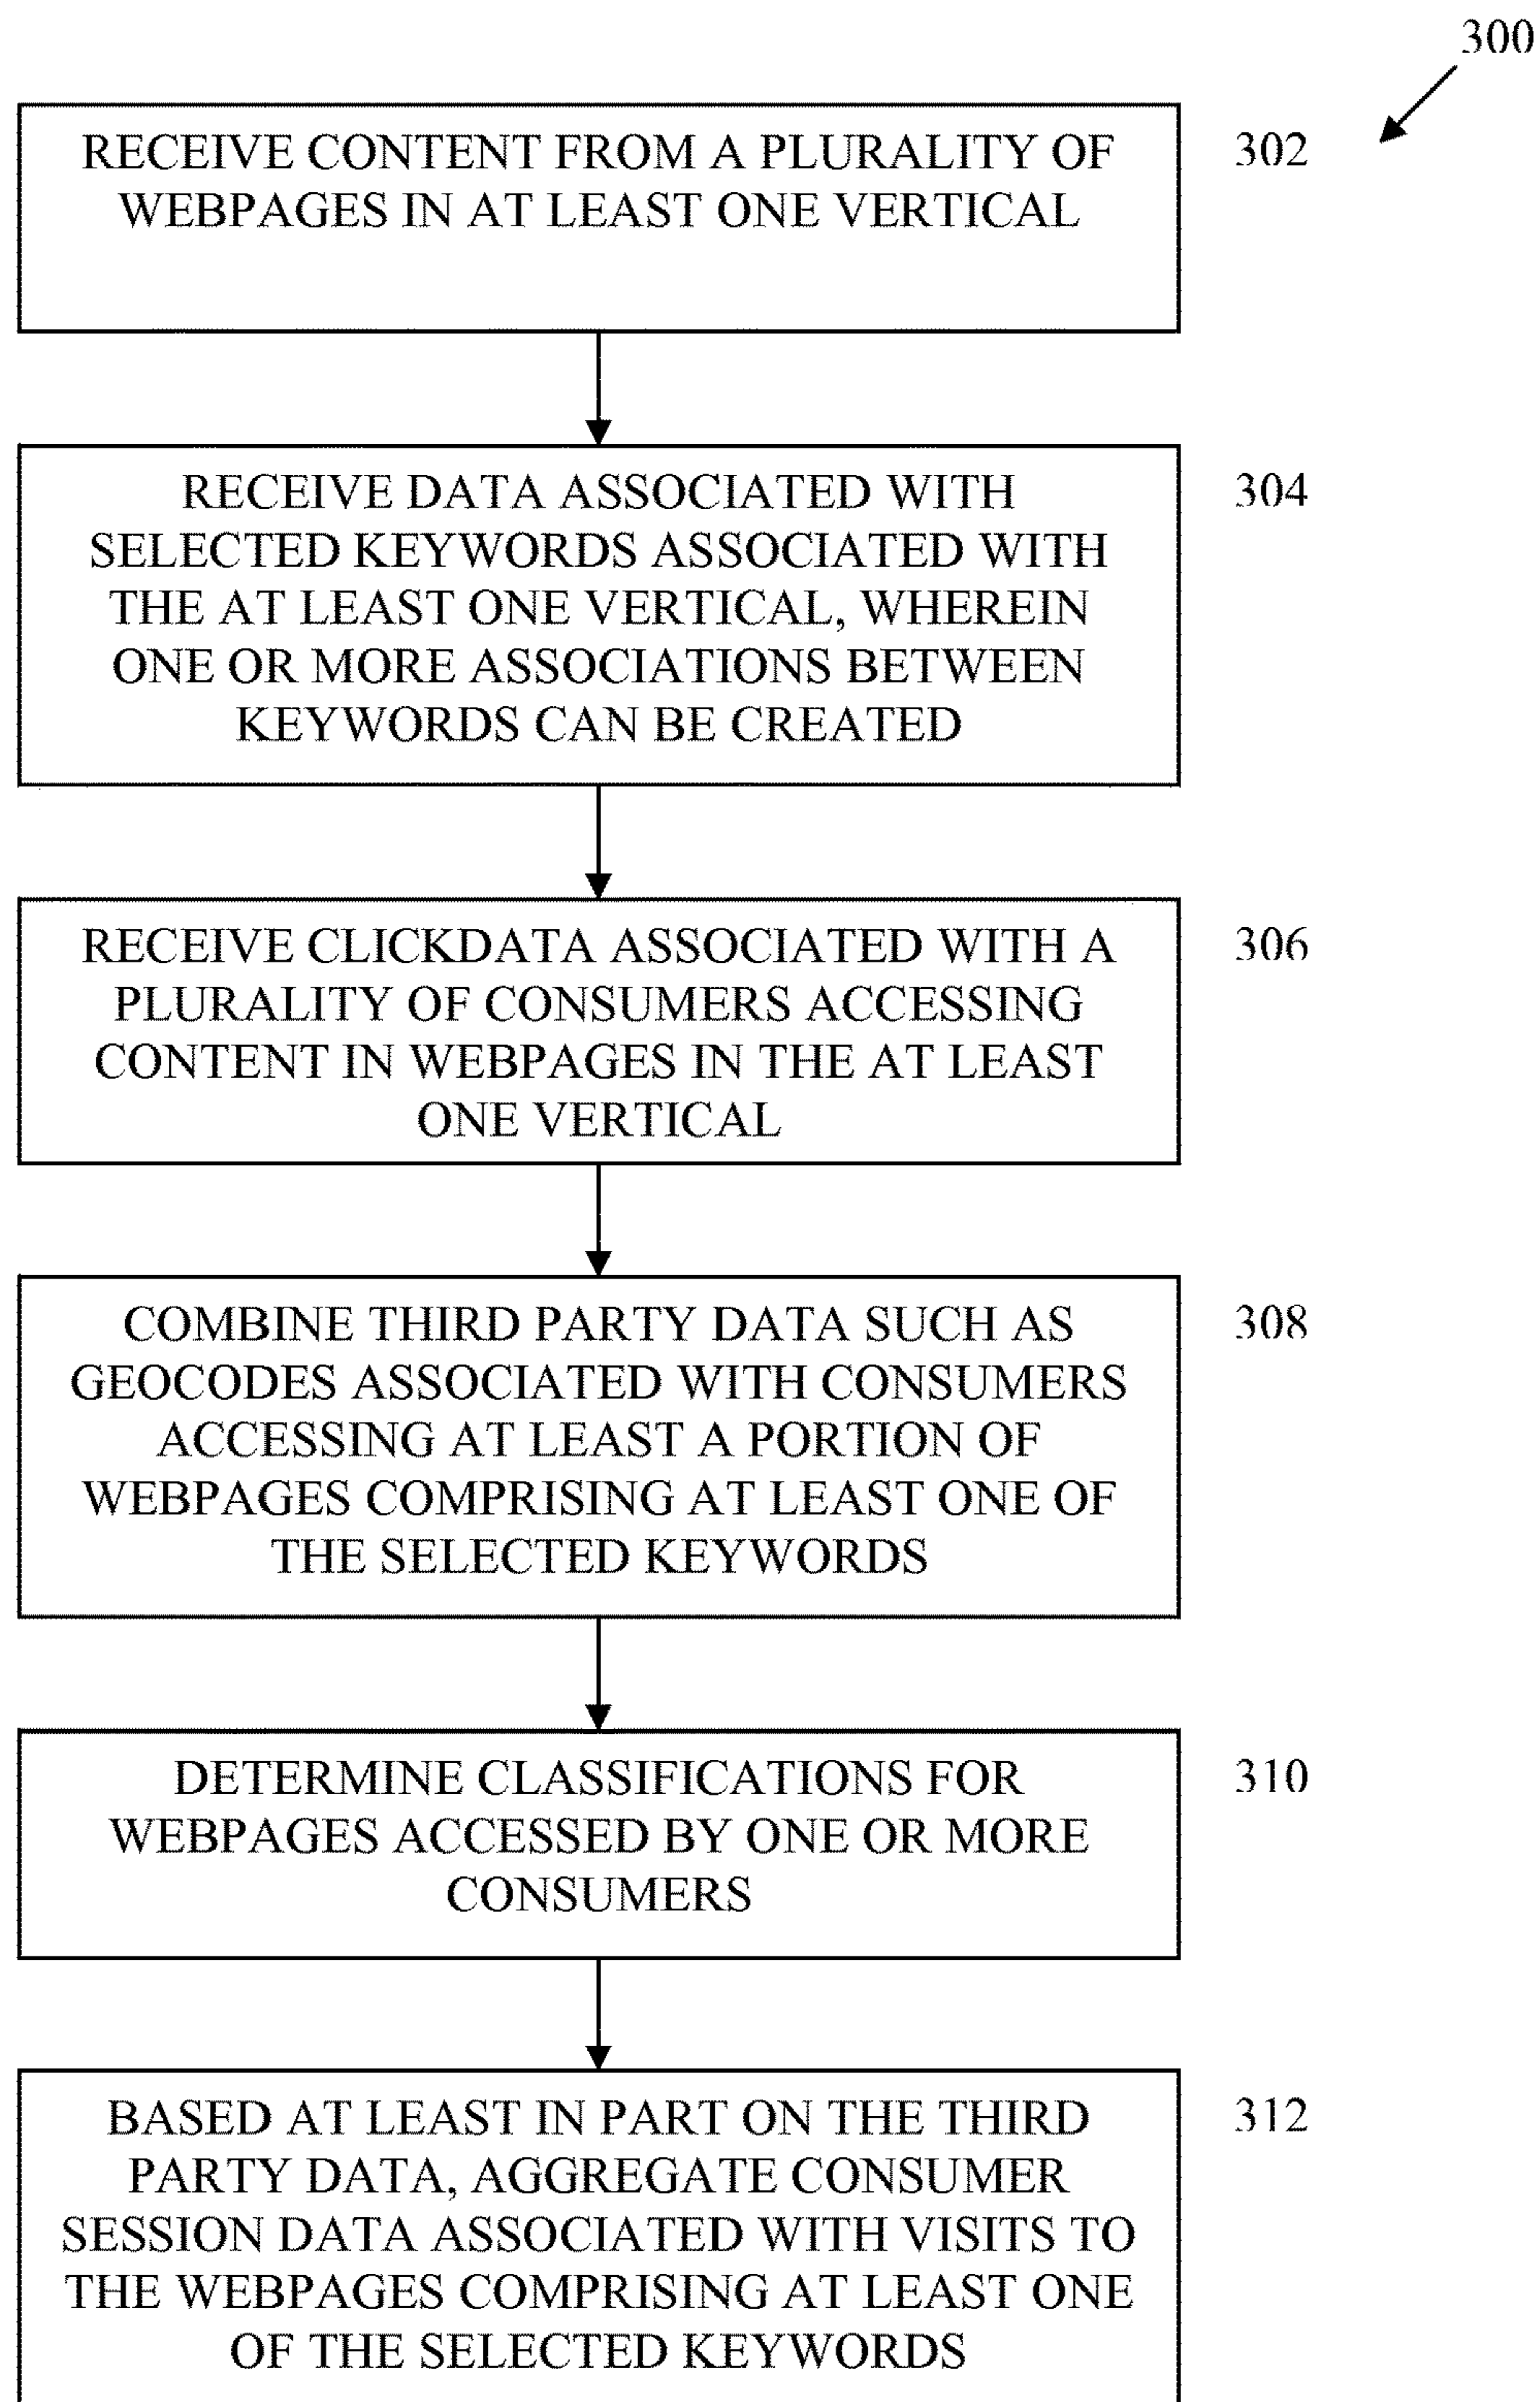 300
RECEIVE CONTENT FROM A PLURALITY OF
WEBPAGES IN AT LEAST ONE VERTICAL
302
RECEIVE DATA ASSOCIATED WITH
SELECTED KEYWORDS ASSOCIATED WITH
THE AT LEAST ONE VERTICAL, WHEREIN
ONE OR MORE ASSOCIATIONS BETWEEN
KEYWORDS CAN BE CREATED
304
RECEIVE CLICKDATA ASSOCIATED WITH A
PLURALITY OF CONSUMERS ACCESSING
CONTENT IN WEBPAGES IN THE AT LEAST
ONE VERTICAL
306
COMBINE THIRD PARTY DATA SUCH AS
GEOCODES ASSOCIATED WITH CONSUMERS
ACCESSING AT LEAST A PORTION OF
WEBPAGES COMPRISING AT LEAST ONE OF
THE SELECTED KEYWORDS
308
DETERMINE CLASSIFICATIONS FOR
WEBPAGES ACCESSED BY ONE OR MORE
CONSUMERS
310
BASED AT LEAST IN PART ON THE THIRD
PARTY DATA, AGGREGATE CONSUMER
SESSION DATA ASSOCIATED WITH VISITS TO
THE WEBPAGES COMPRISING AT LEAST ONE
OF THE SELECTED KEYWORDS
312